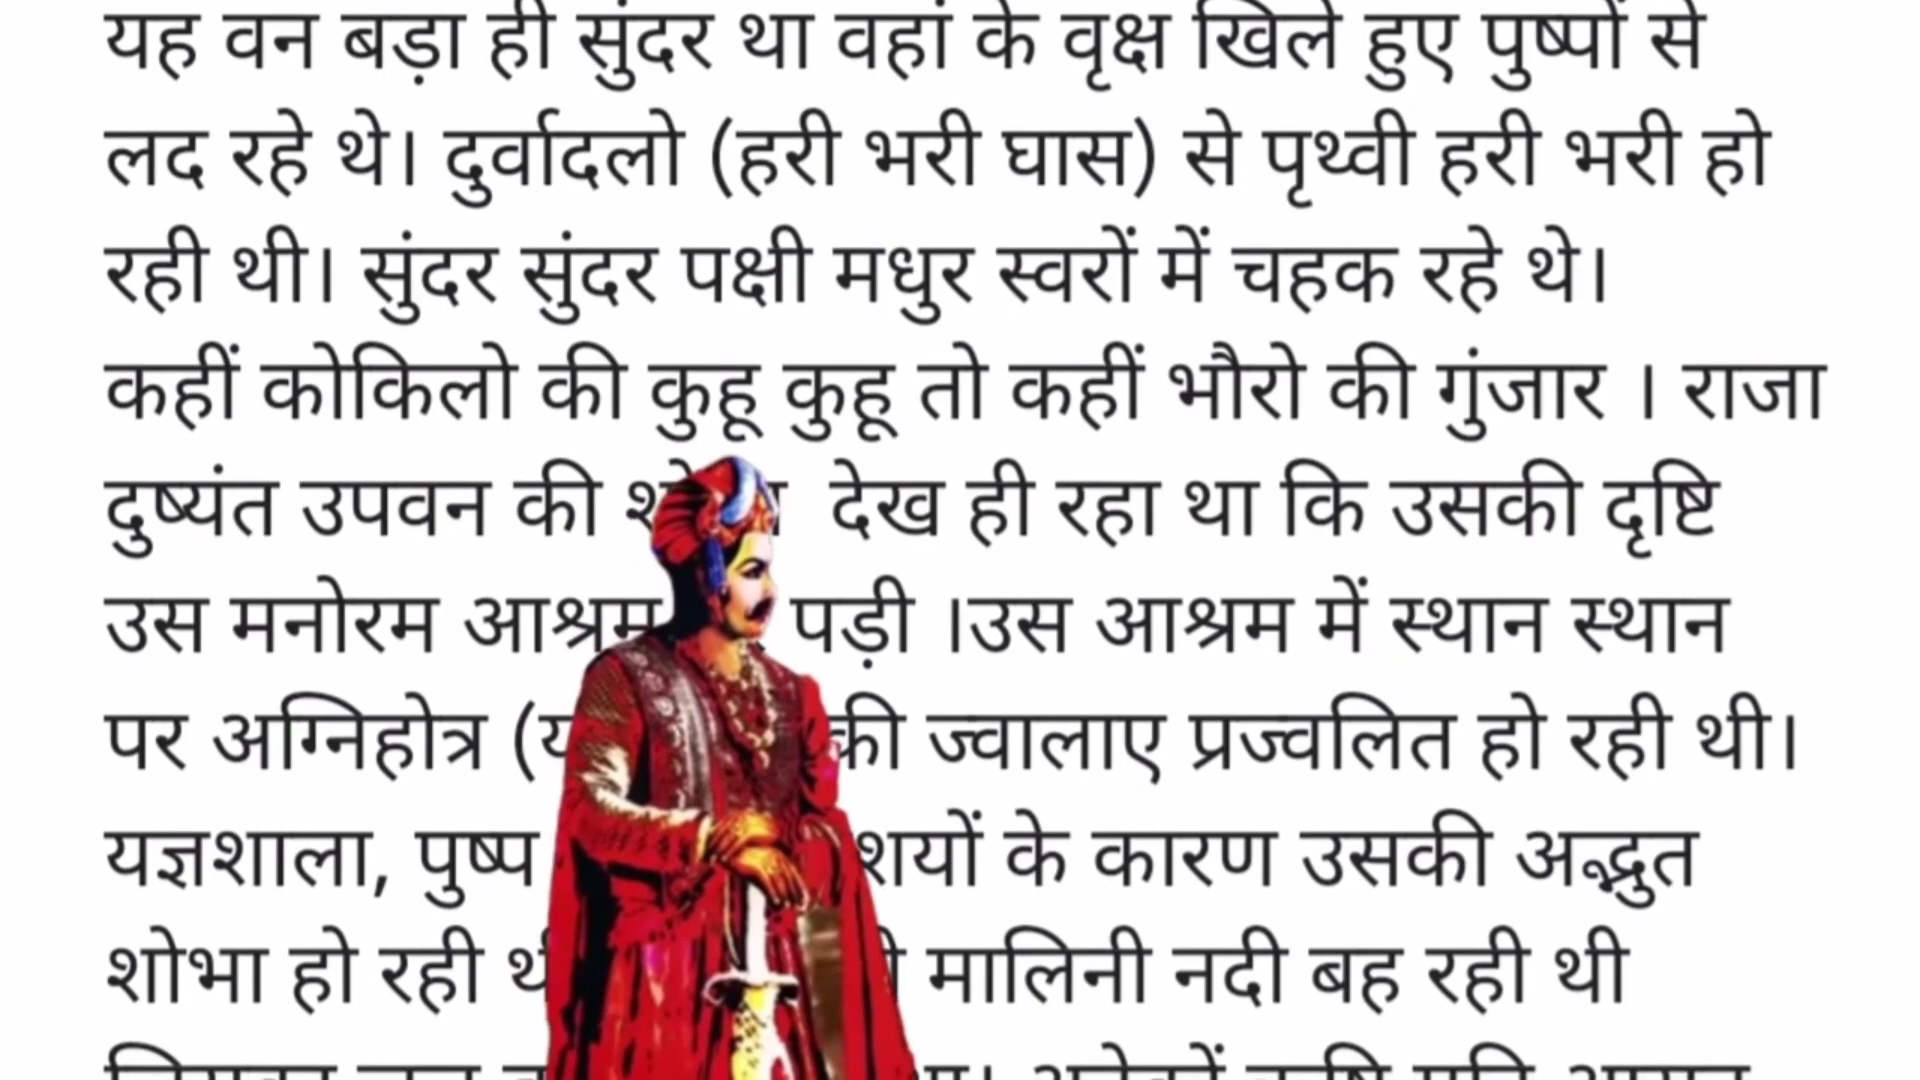 यह वन बड़ा ही सुंदर था वहां के वृक्ष खिले हुए पुष्पों से
लद रहे थे। दुर्वादलो (हरी भरी घास) से पृथ्वी हरी भरी हो
रही थी। सुंदर सुंदर पक्षी मधुर स्वरों में चहक रहे थे।
कहीं कोकिलो की कुहू कुहू तो कहीं भौरो की गुंजार । राजा
दुष्यंत उपवन की देख ही रहा था कि उसकी दृष्टि
उस मनोरम आश्रम पड़ी ।उस आश्रम में स्थान स्थान
पर अग्निहोत्र की ज्वालाए प्रज्वलित हो रही थी।
यज्ञशाला, पुष्प के कारण उसकी अद्भुत
शोभा हो रही मालिनी नदी बह रही थी